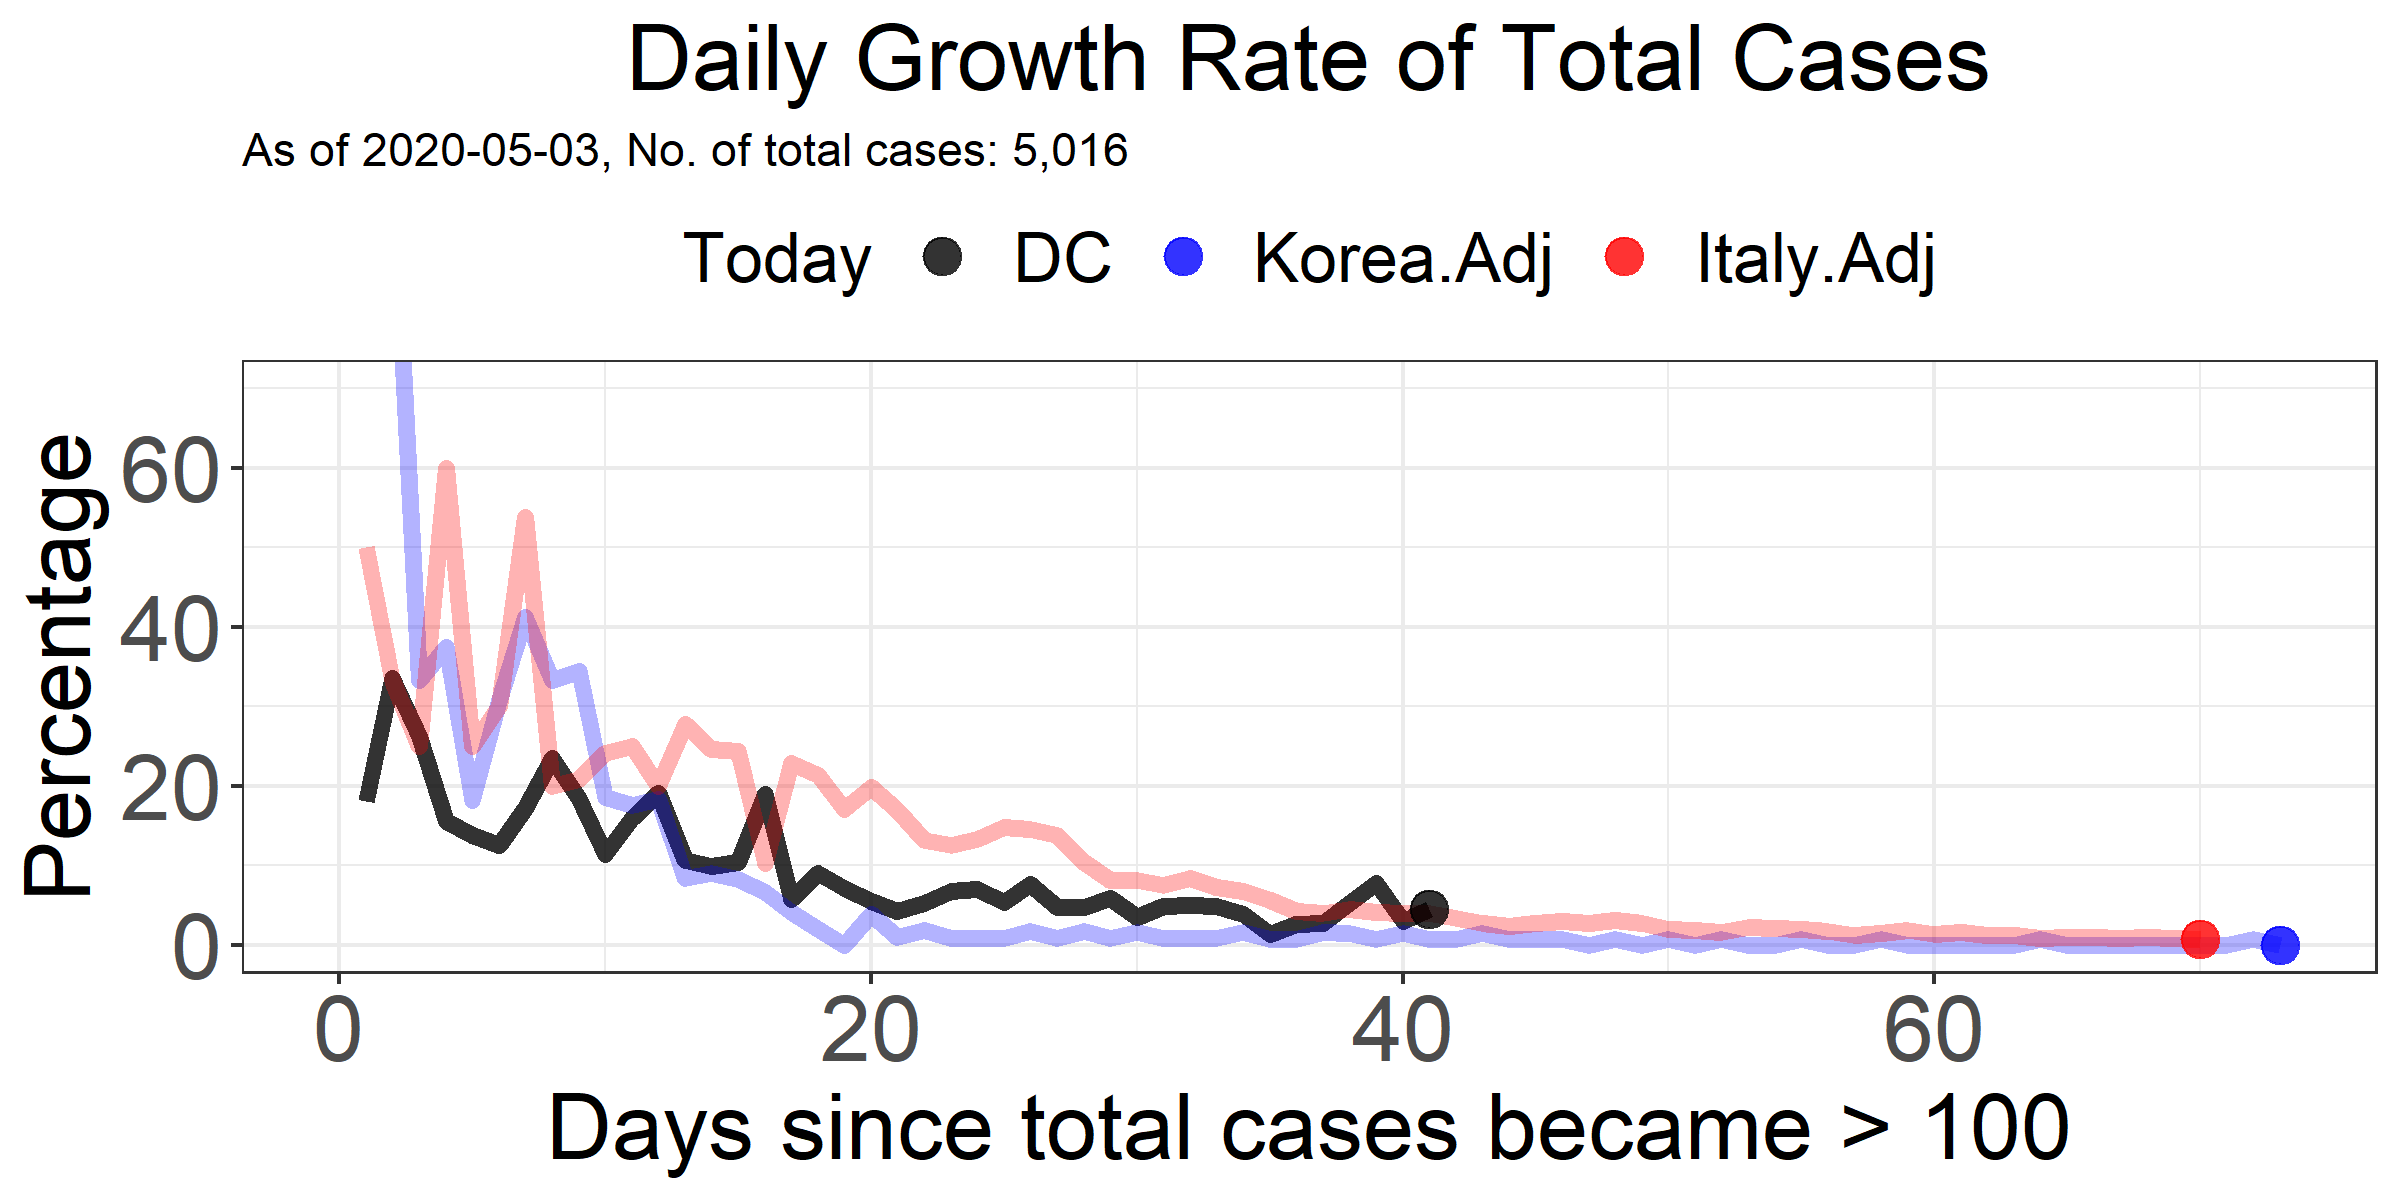 Daily Growth Rate of Total Cases
As of 2020-05-03, No. of total cases: 5,016
Today DC Korea.Adj Italy.Adj
Percentage
60
40
20
0
0 20 40 60
Days since total cases became > 100